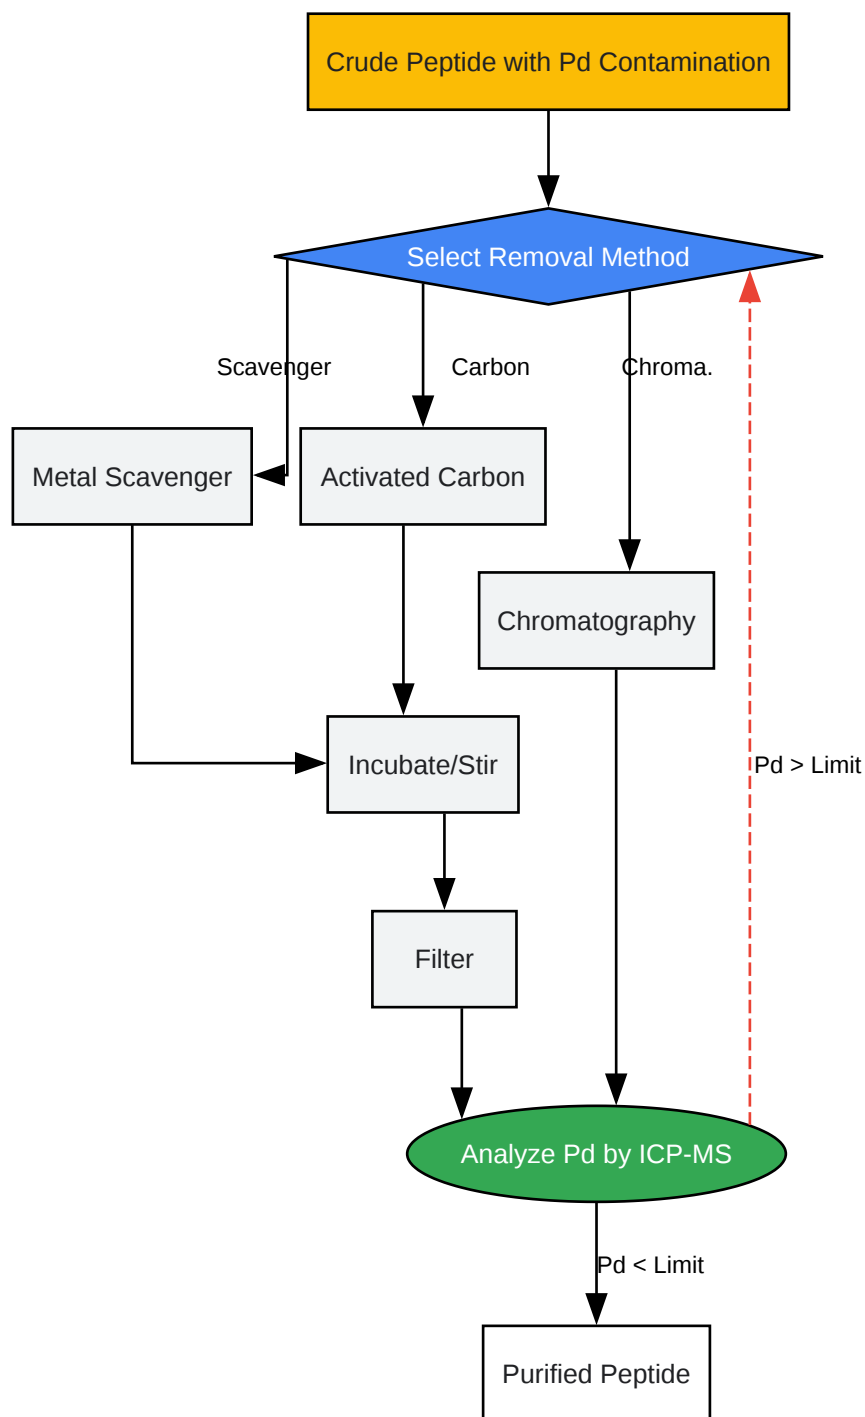 Crude Peptide with Pd Contamination
Select Removal Method
Scavenger
Carbon
Chroma.
Metal Scavenger
Activated Carbon
Chromatography
Incubate/Stir
Pd > Limit
Filter
Analyze Pd by ICP-MS
Pd < Limit
Purified Peptide